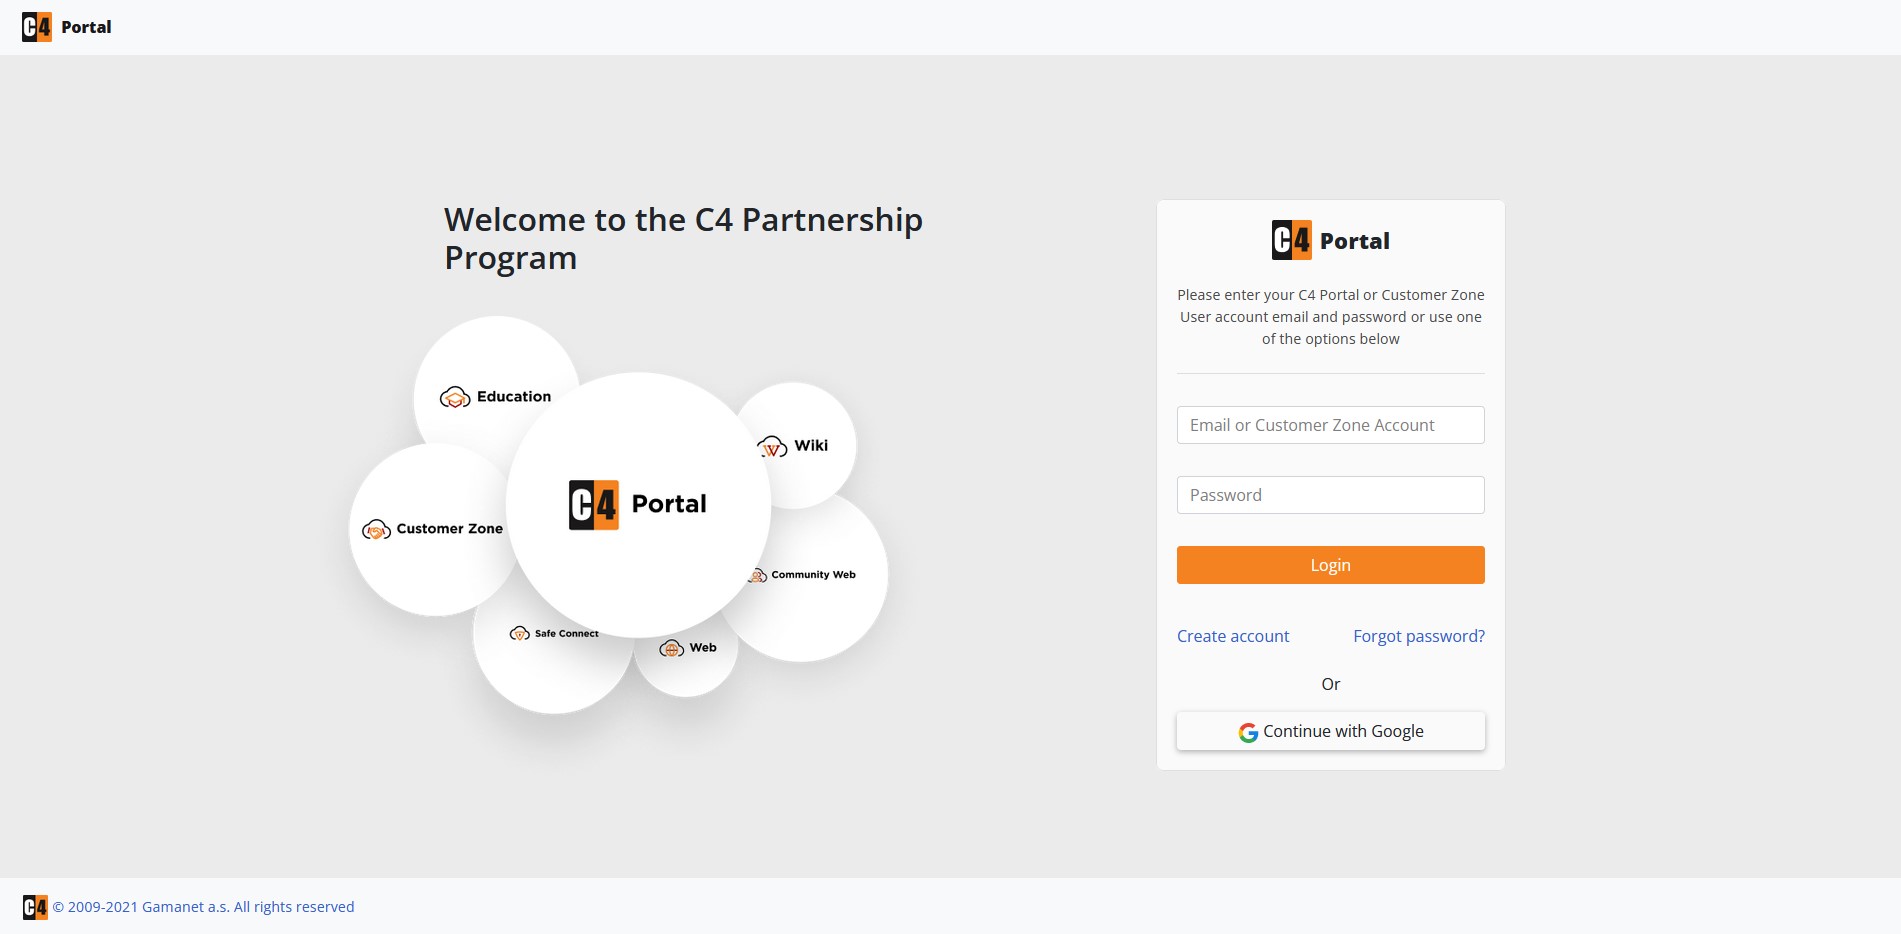 C4 Portal
Welcome to the C4 Partnership
Program
Education
Wiki
C4 Portal
Customer Zone
Community Web
Safe Connect
Web
C4 Portal
Please enter your C4 Portal or Customer Zone
User account email and password or use one
of the options below
Email or Customer Zone Account
Password
Login
Create account Forgot password?
Or
Continue with Google
C4 © 2009-2021 Gamanet a.s. All rights reserved